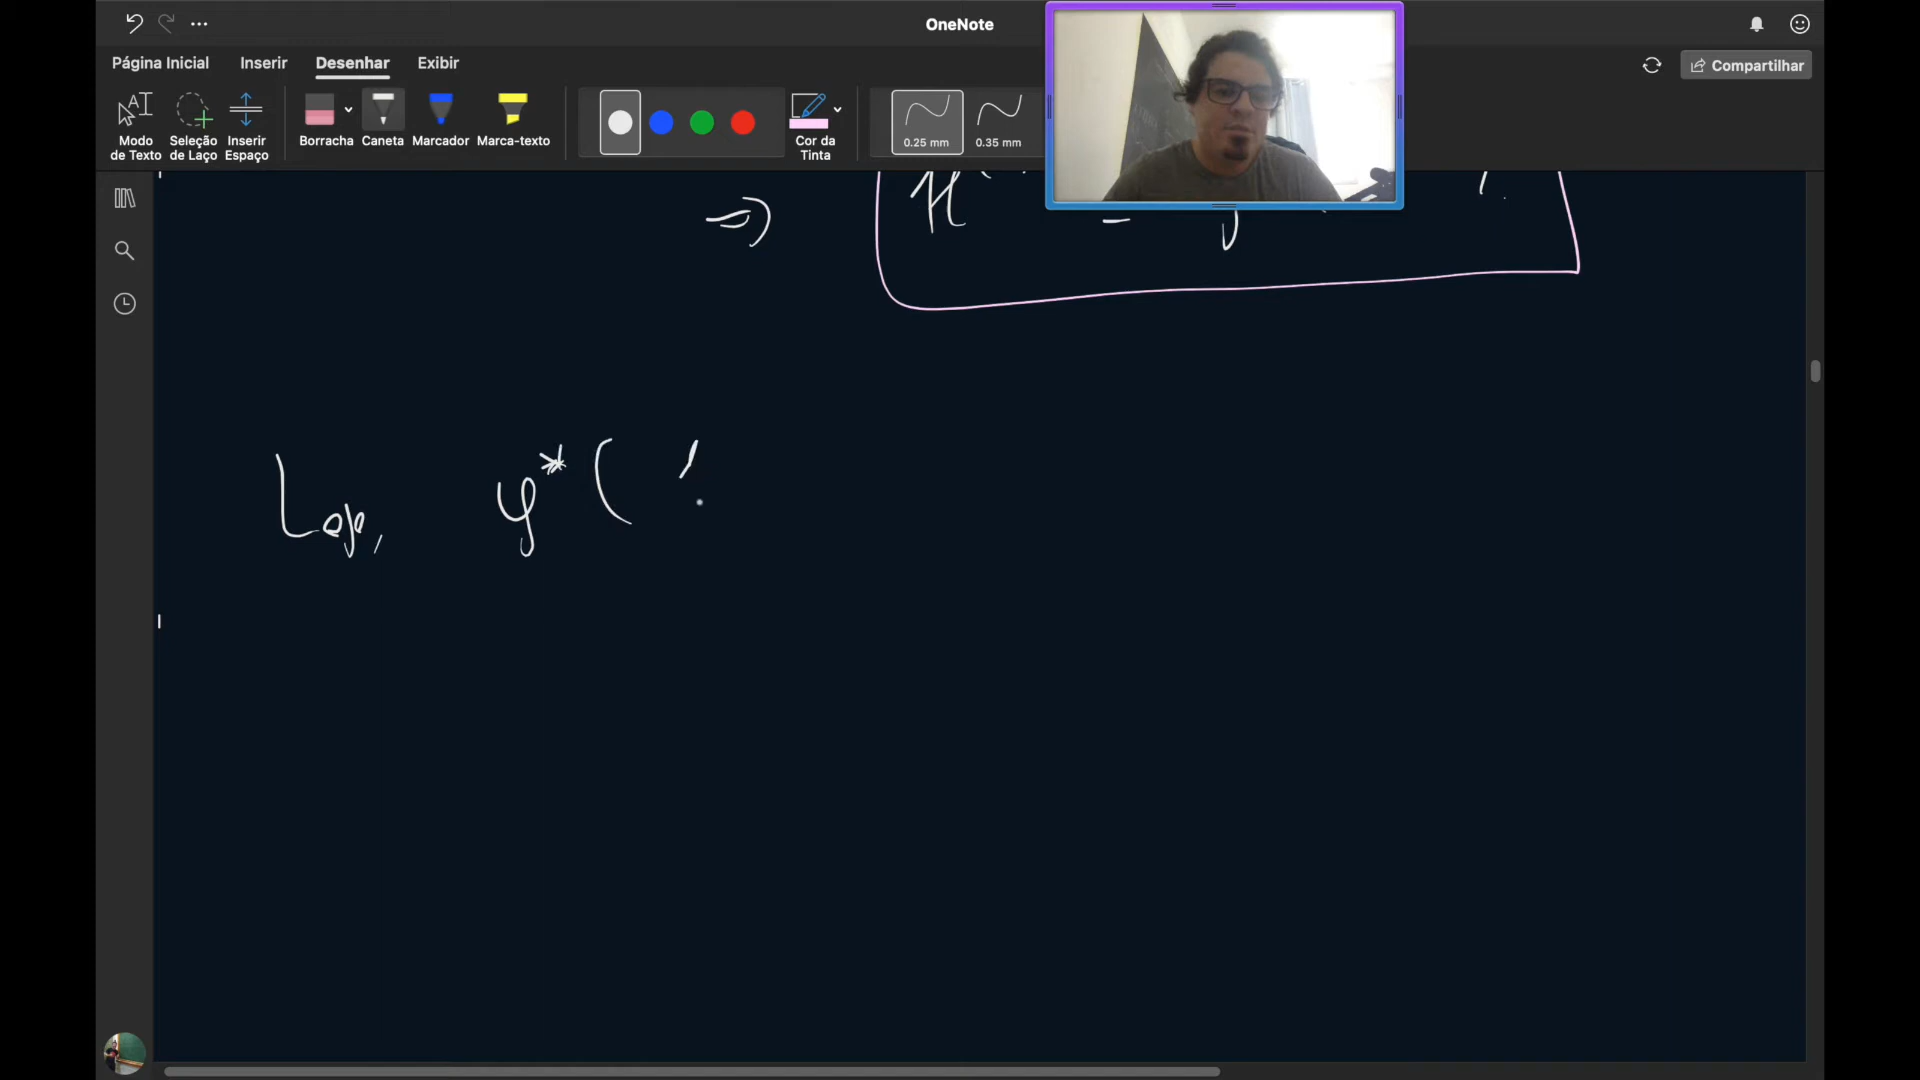 OneNote
Página Inicial Inserir Desenhar Exibir
Compartilhar
Modo de Texto
Seleção de Laço
Inserir Espaço
Borracha
Caneta
Marcador
Marca-texto
Cor da Tinta
0.25 mm
0.35 mm
⇒ H
Logo, φ*(